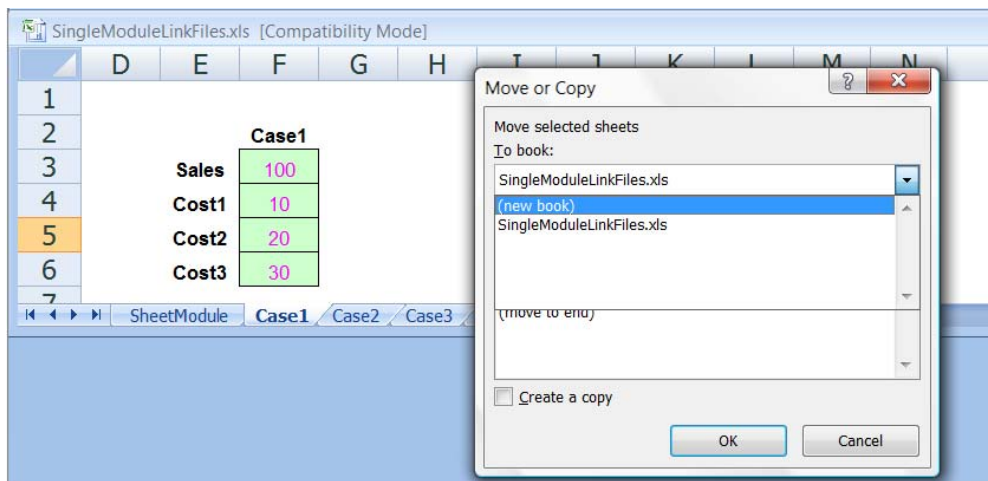 SingleModuleLinkFiles.xls [Compatibility Mode]
D E F G H I J K L M N
1
2 Case1
3 Sales 100
4 Cost1 10
5 Cost2 20
6 Cost3 30
7
SheetModule Case1 Case2 Case3
Move or Copy ? X
Move selected sheets
To book:
SingleModuleLinkFiles.xls
(new book)
SingleModuleLinkFiles.xls
(move to end)
Create a copy
OK Cancel